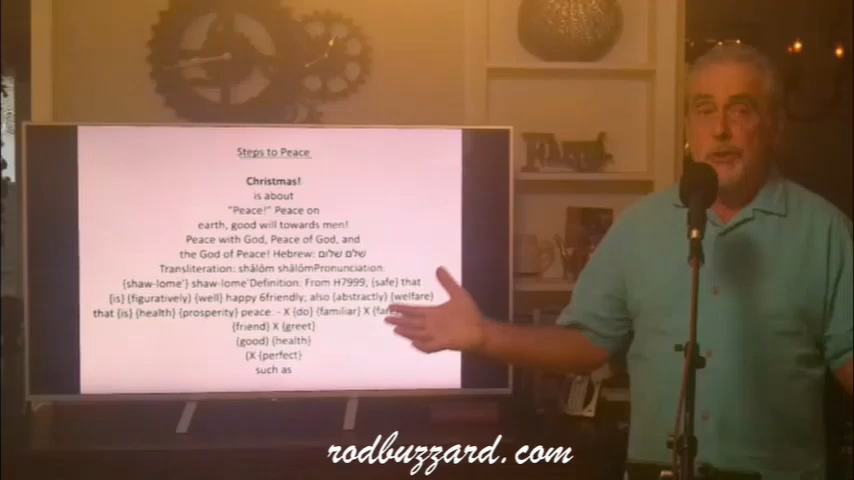 Steps to Peace
Christmas!
is about
"Peace!" Peace on
earth, good will towards men!
Peace with God, Peace of God, and
the God of Peace! Hebrew: שלם שלום
Transliteration: shâlôm shâlômPronunciation:
{shaw-lome'} shaw-lome'Definition: From H7999; {safe} that
{is} {figuratively} {well} happy 6friendly; also (abstractly) {welfare}
that {is} {health} {prosperity} peace. - X {do} {familiar} X
{friend} X {greet}
{good} {health}
(X {perfect}
such as
rodbuzzard.com